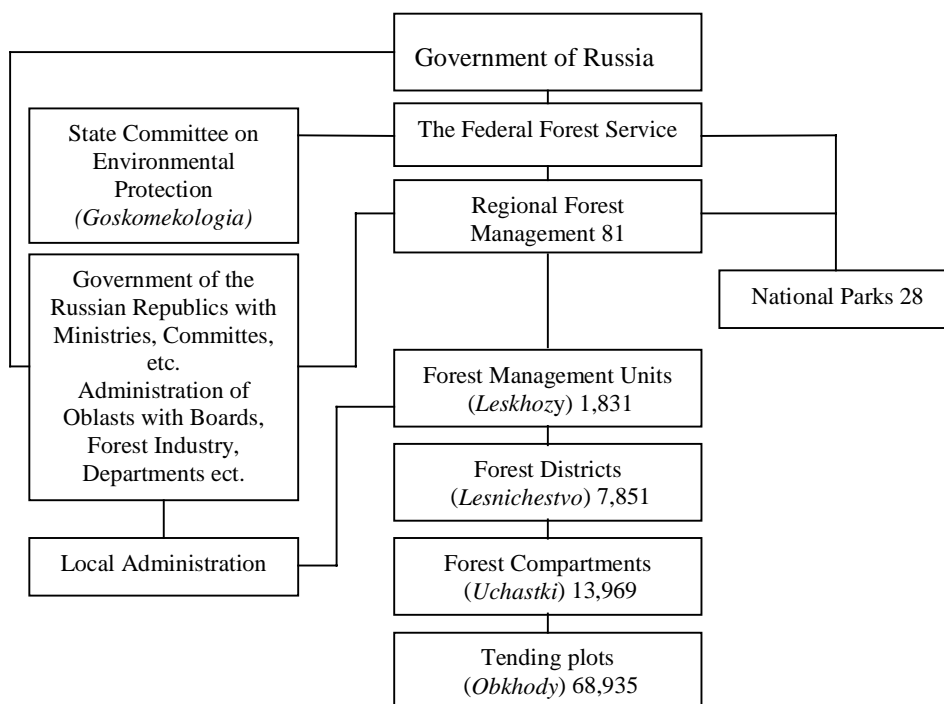 Government of Russia
State Committee on
Environmental
Protection
(Goskomekologia)
The Federal Forest Service
Regional Forest
Management 81
Government of the
Russian Republics with
Ministries, Committes,
etc.
Administration of
Oblasts with Boards,
Forest Industry,
Departments ect.
National Parks 28
Forest Management Units
(Leskhozy) 1,831
Forest Districts
(Lesnichestvo) 7,851
Local Administration
Forest Compartments
(Uchastki) 13,969
Tending plots
(Obkhody) 68,935